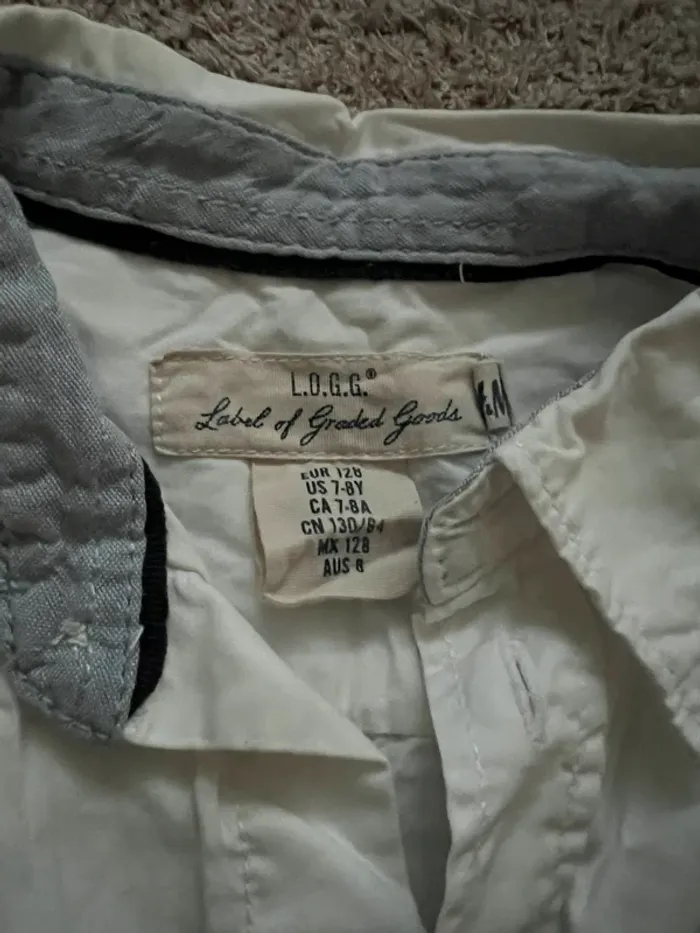 L.O.G.G.®
Label of Graded Goods
&M
EUR 128
US 7-8Y
CA 7-8A
CN 130/64
MX 128
AUS 8